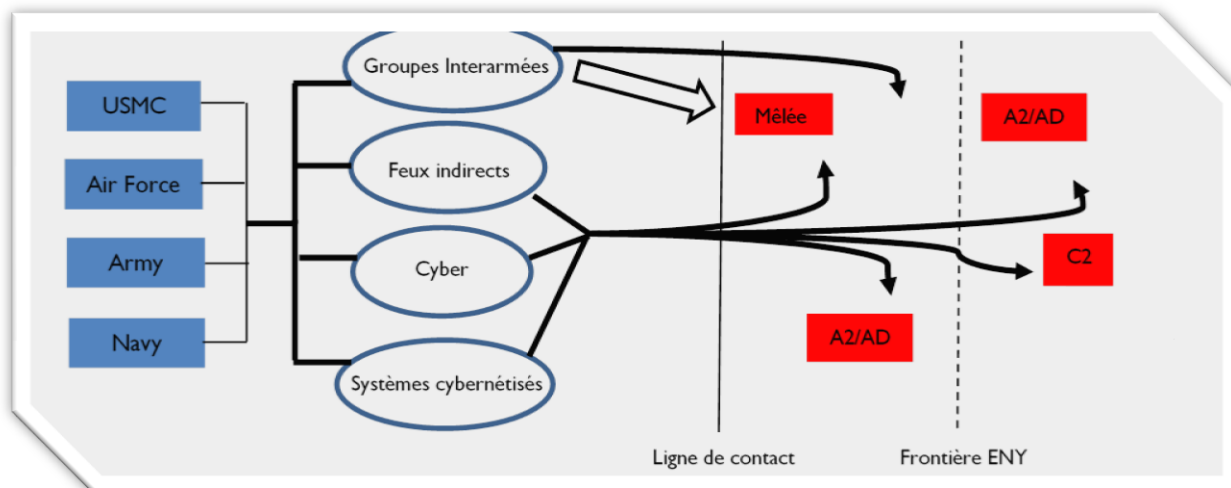 USMC
Air Force
Army
Navy
Groupes Interarmées
Feux indirects
Cyber
Systèmes cybernétisés
Mêlée
A2/AD
A2/AD
C2
Ligne de contact
Frontière ENY